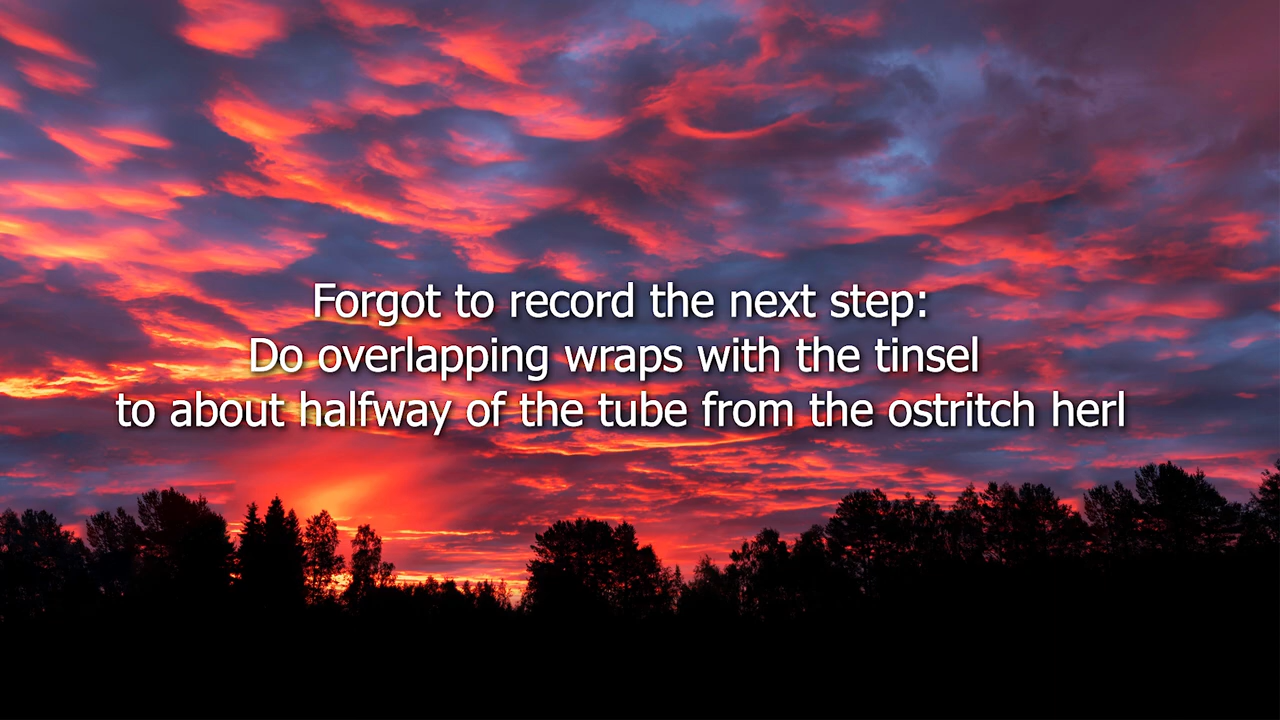 Forgot to record the next step:
Do overlapping wraps with the tinsel
to about halfway of the tube from the ostritch herl